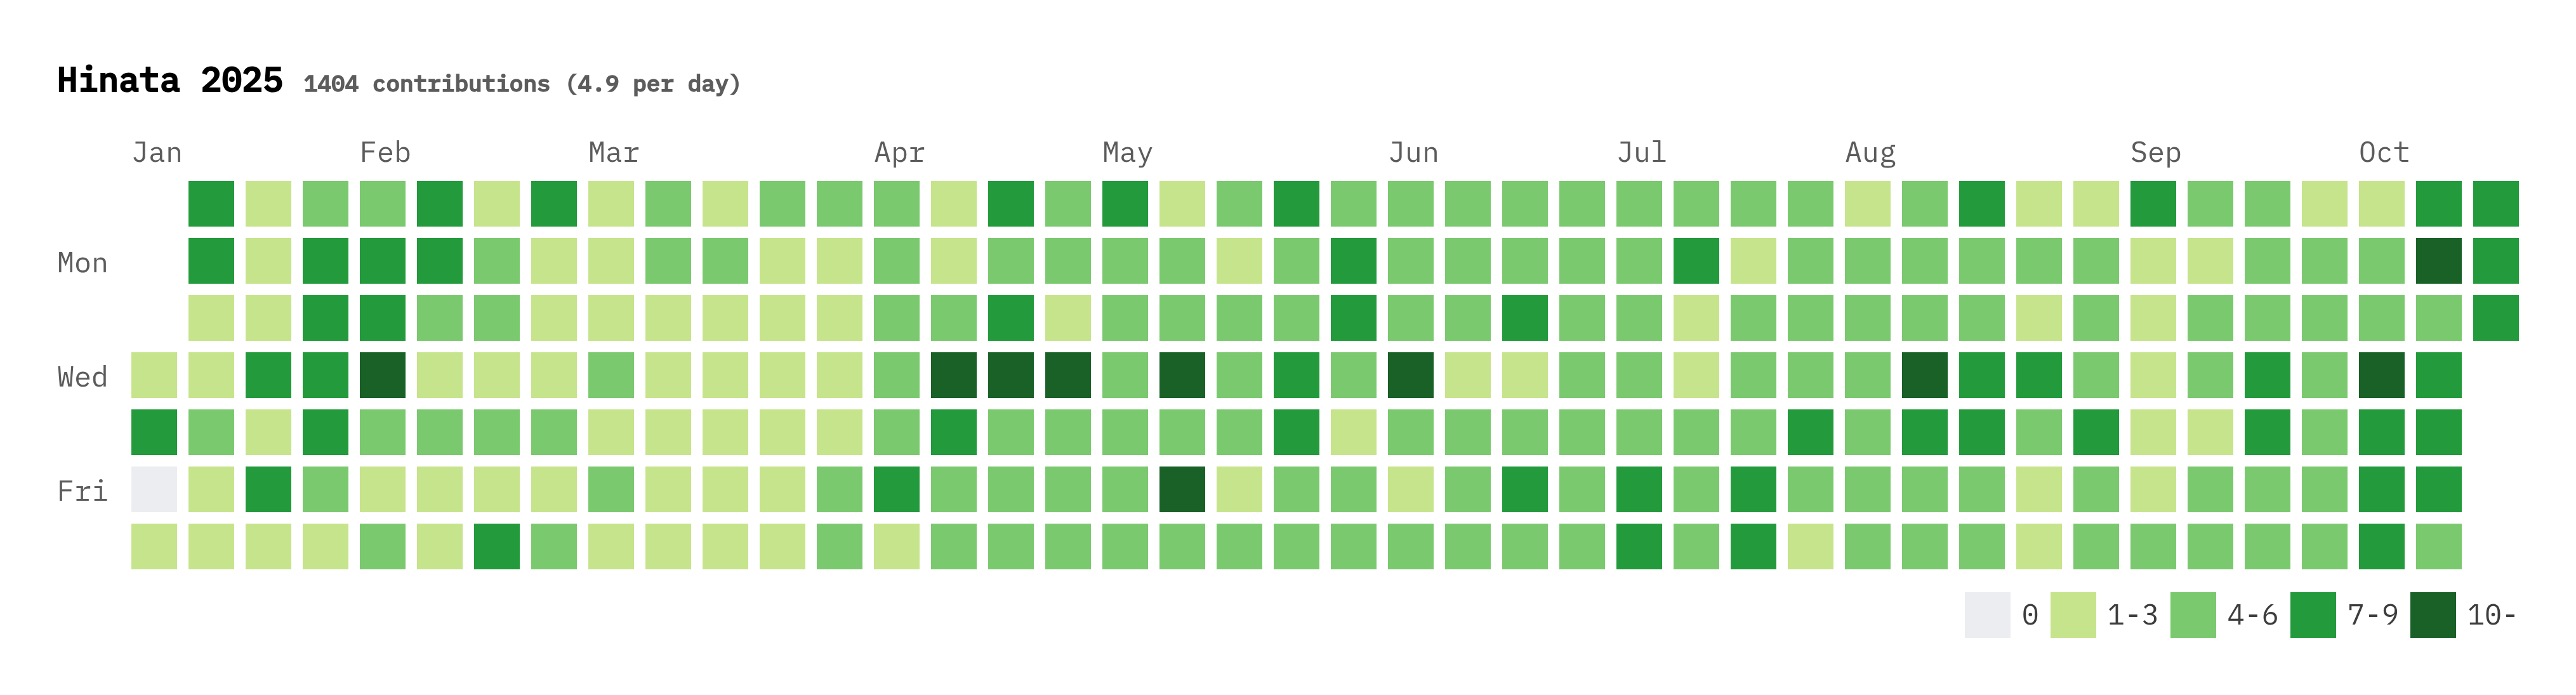 Hinata 2025 1404 contributions (4.9 per day)
Jan Feb Mar Apr May Jun Jul Aug Sep Oct
Mon
Wed
Fri
0 1-3 4-6 7-9 10-